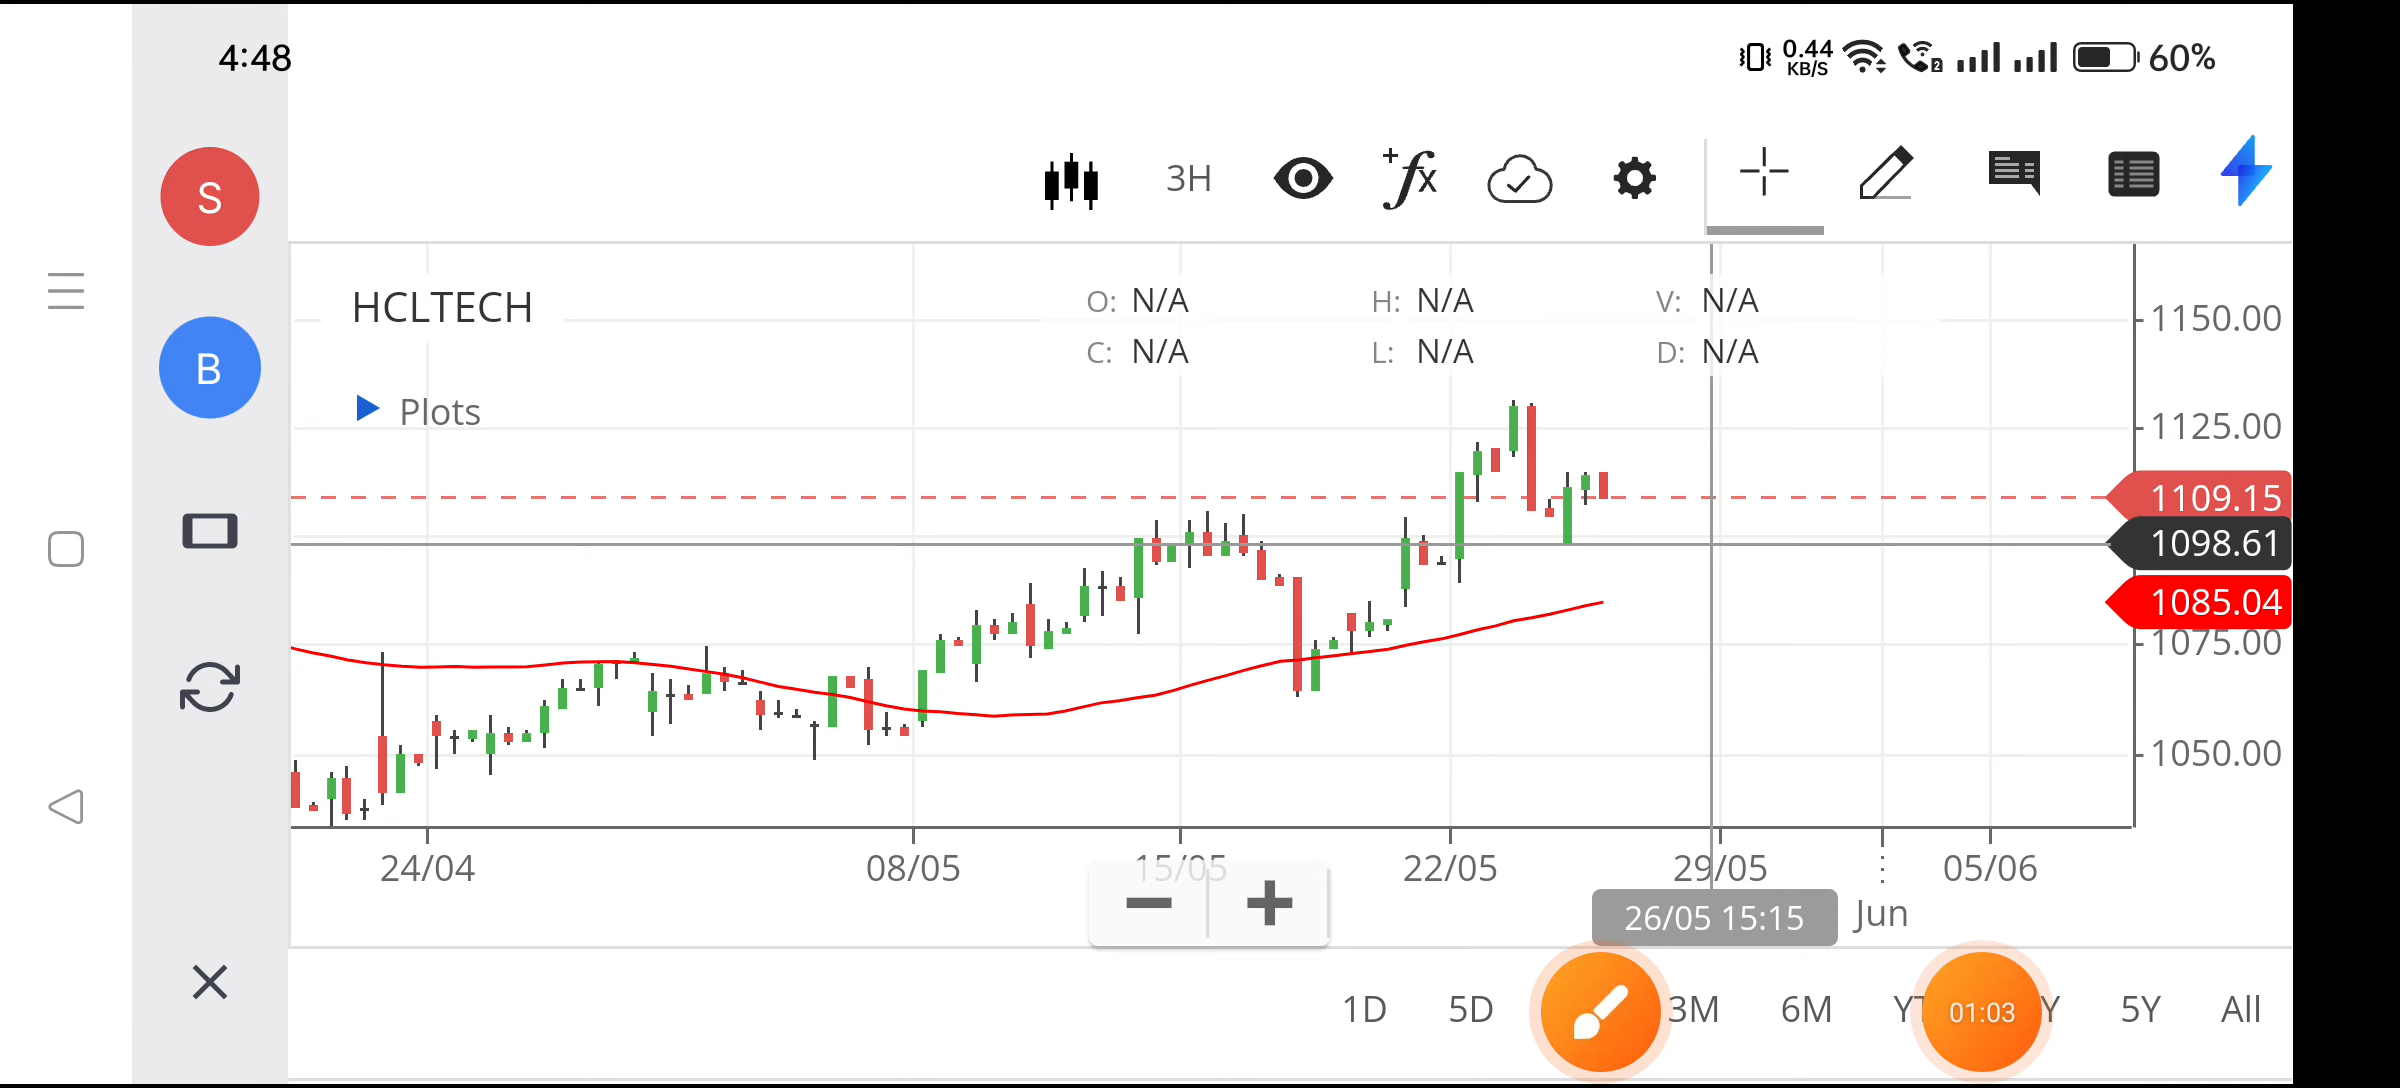 4:48
0.44
KB/S
2
60%
S
B
3H
+fx
HCLTECH
O: N/A H: N/A V: N/A
C: N/A L: N/A D: N/A
Plots
1150.00
1125.00
1109.15
1098.61
1085.04
1075.00
1050.00
24/04 08/05 15/05 22/05 29/05 05/06
26/05 15:15 Jun
1D 5D 3M 6M 5Y All
01:03